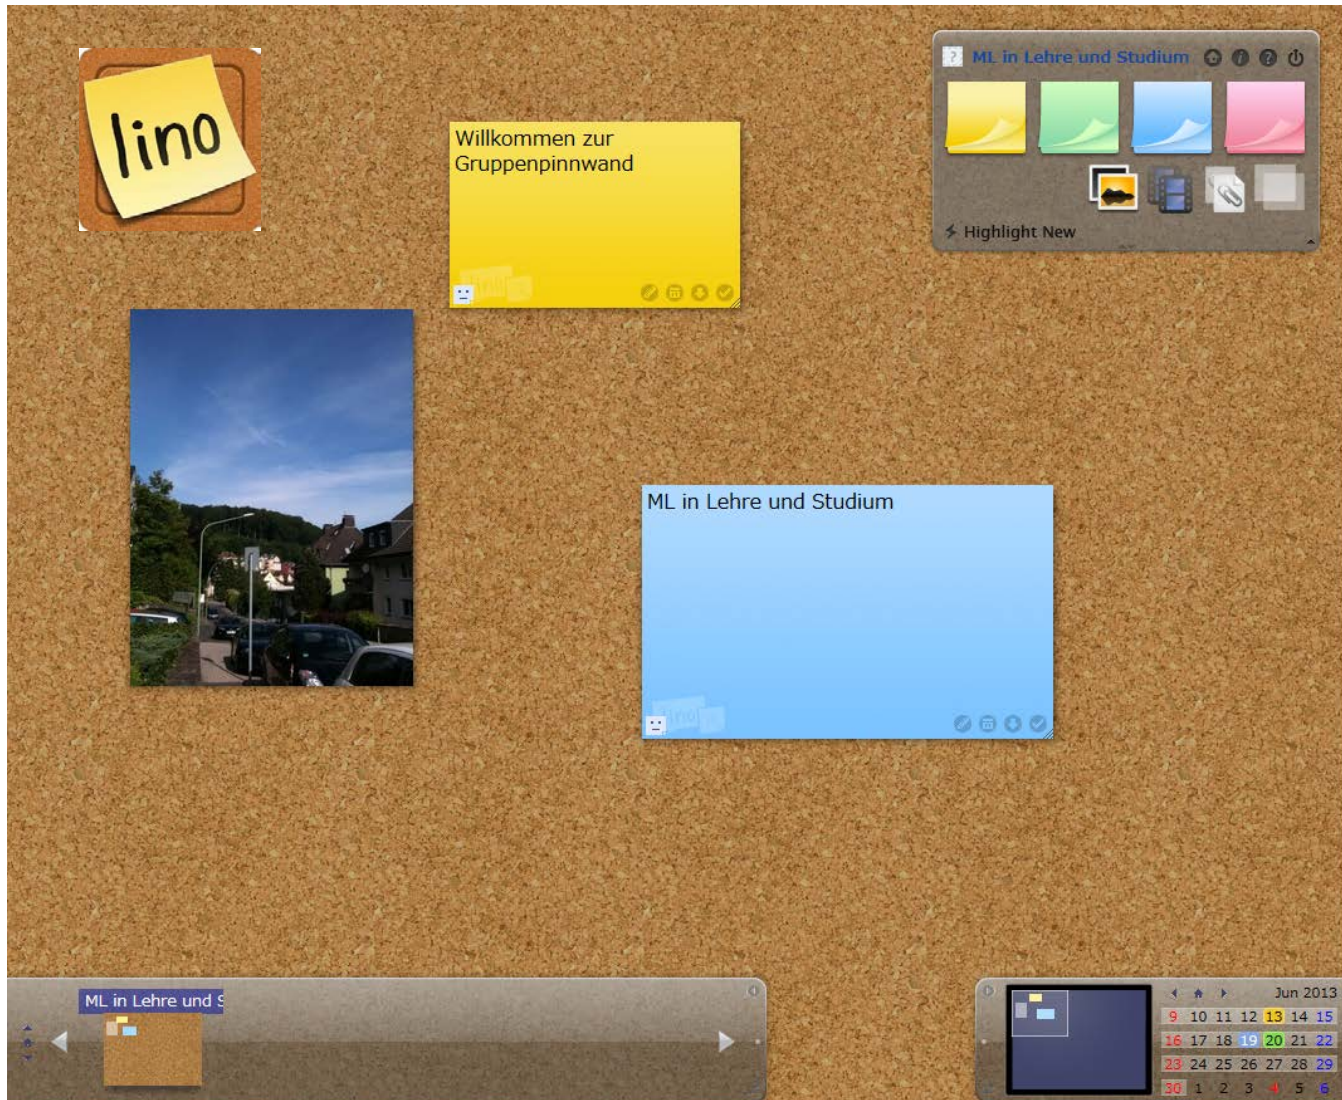 lino
ML in Lehre und Studium
Willkommen zur
Gruppenpinnwand
Highlight New
ML in Lehre und Studium
ML in Lehre und S
Jun 2013
9 10 11 12 13 14 15
16 17 18 19 20 21 22
23 24 25 26 27 28 29
30 1 2 3 4 5 6